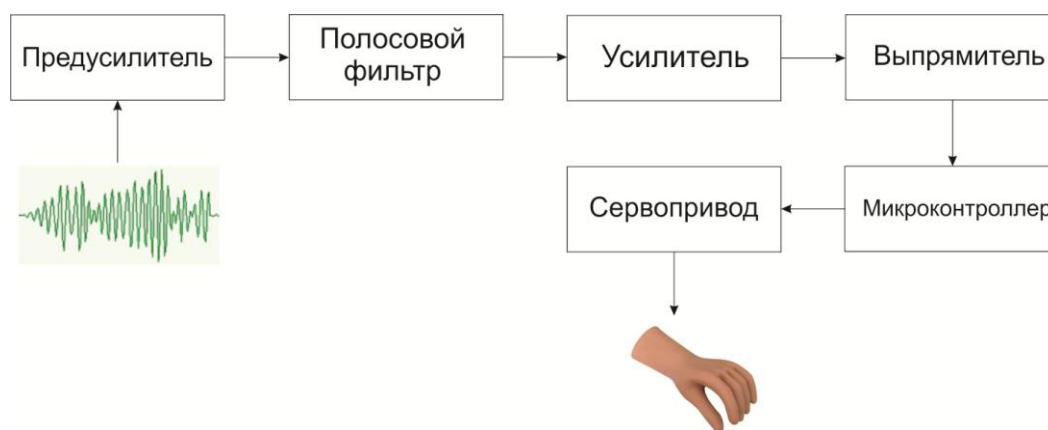 Предусилитель
Полосовой
фильтр
Усилитель
Выпрямитель
Сервопривод
Микроконтроллер